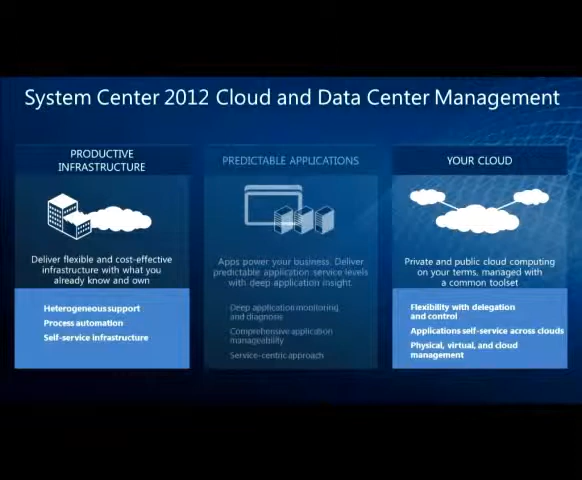 System Center 2012 Cloud and Data Center Management
PRODUCTIVE
INFRASTRUCTURE
Deliver flexible and cost-effective
infrastructure with what you
already know and own
Heterogeneous support
Process automation
Self-service infrastructure
PREDICTABLE APPLICATIONS
Apps power your business. Deliver
predictable application service levels
with deep application insight.
Deep application monitoring
and diagnosis
Comprehensive application
manageability
Service-centric approach
YOUR CLOUD
Private and public cloud computing
on your terms, managed with
a common toolset
Flexibility with delegation
and control
Applications self-service across clouds
Physical, virtual, and cloud
management